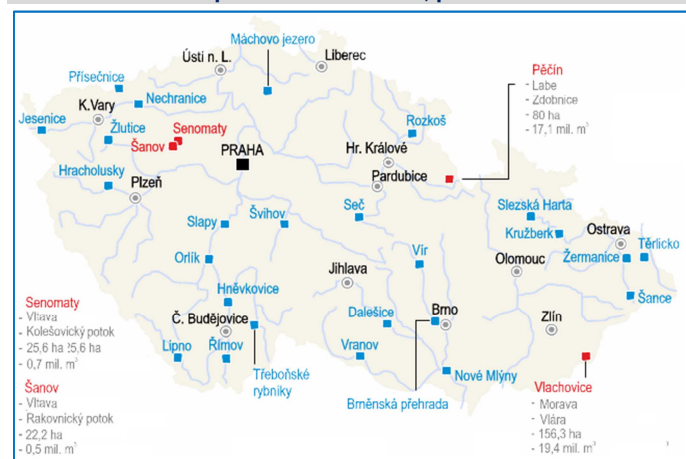 Máchovo jezero
Liberec
Ústí n. L.
Přísečnice
Nechranice
K.Vary
Jesenice
Žlutice
Senomaty
Šanov
PRAHA
Hracholusky
Plzeň
Rozkoš
Hr. Králové
Pardubice
Pěčín
- Labe
- Zdobnice
- 80 ha
- 17,1 mil. m³
Slapy
Švihov
Seč
Slezská Harta
Kružberk
Ostrava
Těrlicko
Žermanice
Orlík
Vír
Olomouc
Šance
Jihlava
Hněvkovice
Č. Budějovice
Dalešice
Brno
Zlín
Lipno
Římov
Vranov
Třeboňské
rybníky
Brněnská přehrada
Nové Mlýny
Senomaty
- Vltava
- Kolešovický potok
- 25,6 ha 25,6 ha
- 0,7 mil. m³
Šanov
- Vltava
- Rakovnický potok
- 22,2 ha
- 0,5 mil. m³
Vlachovice
- Morava
- Vlára
- 156,3 ha
- 19,4 mil. m³